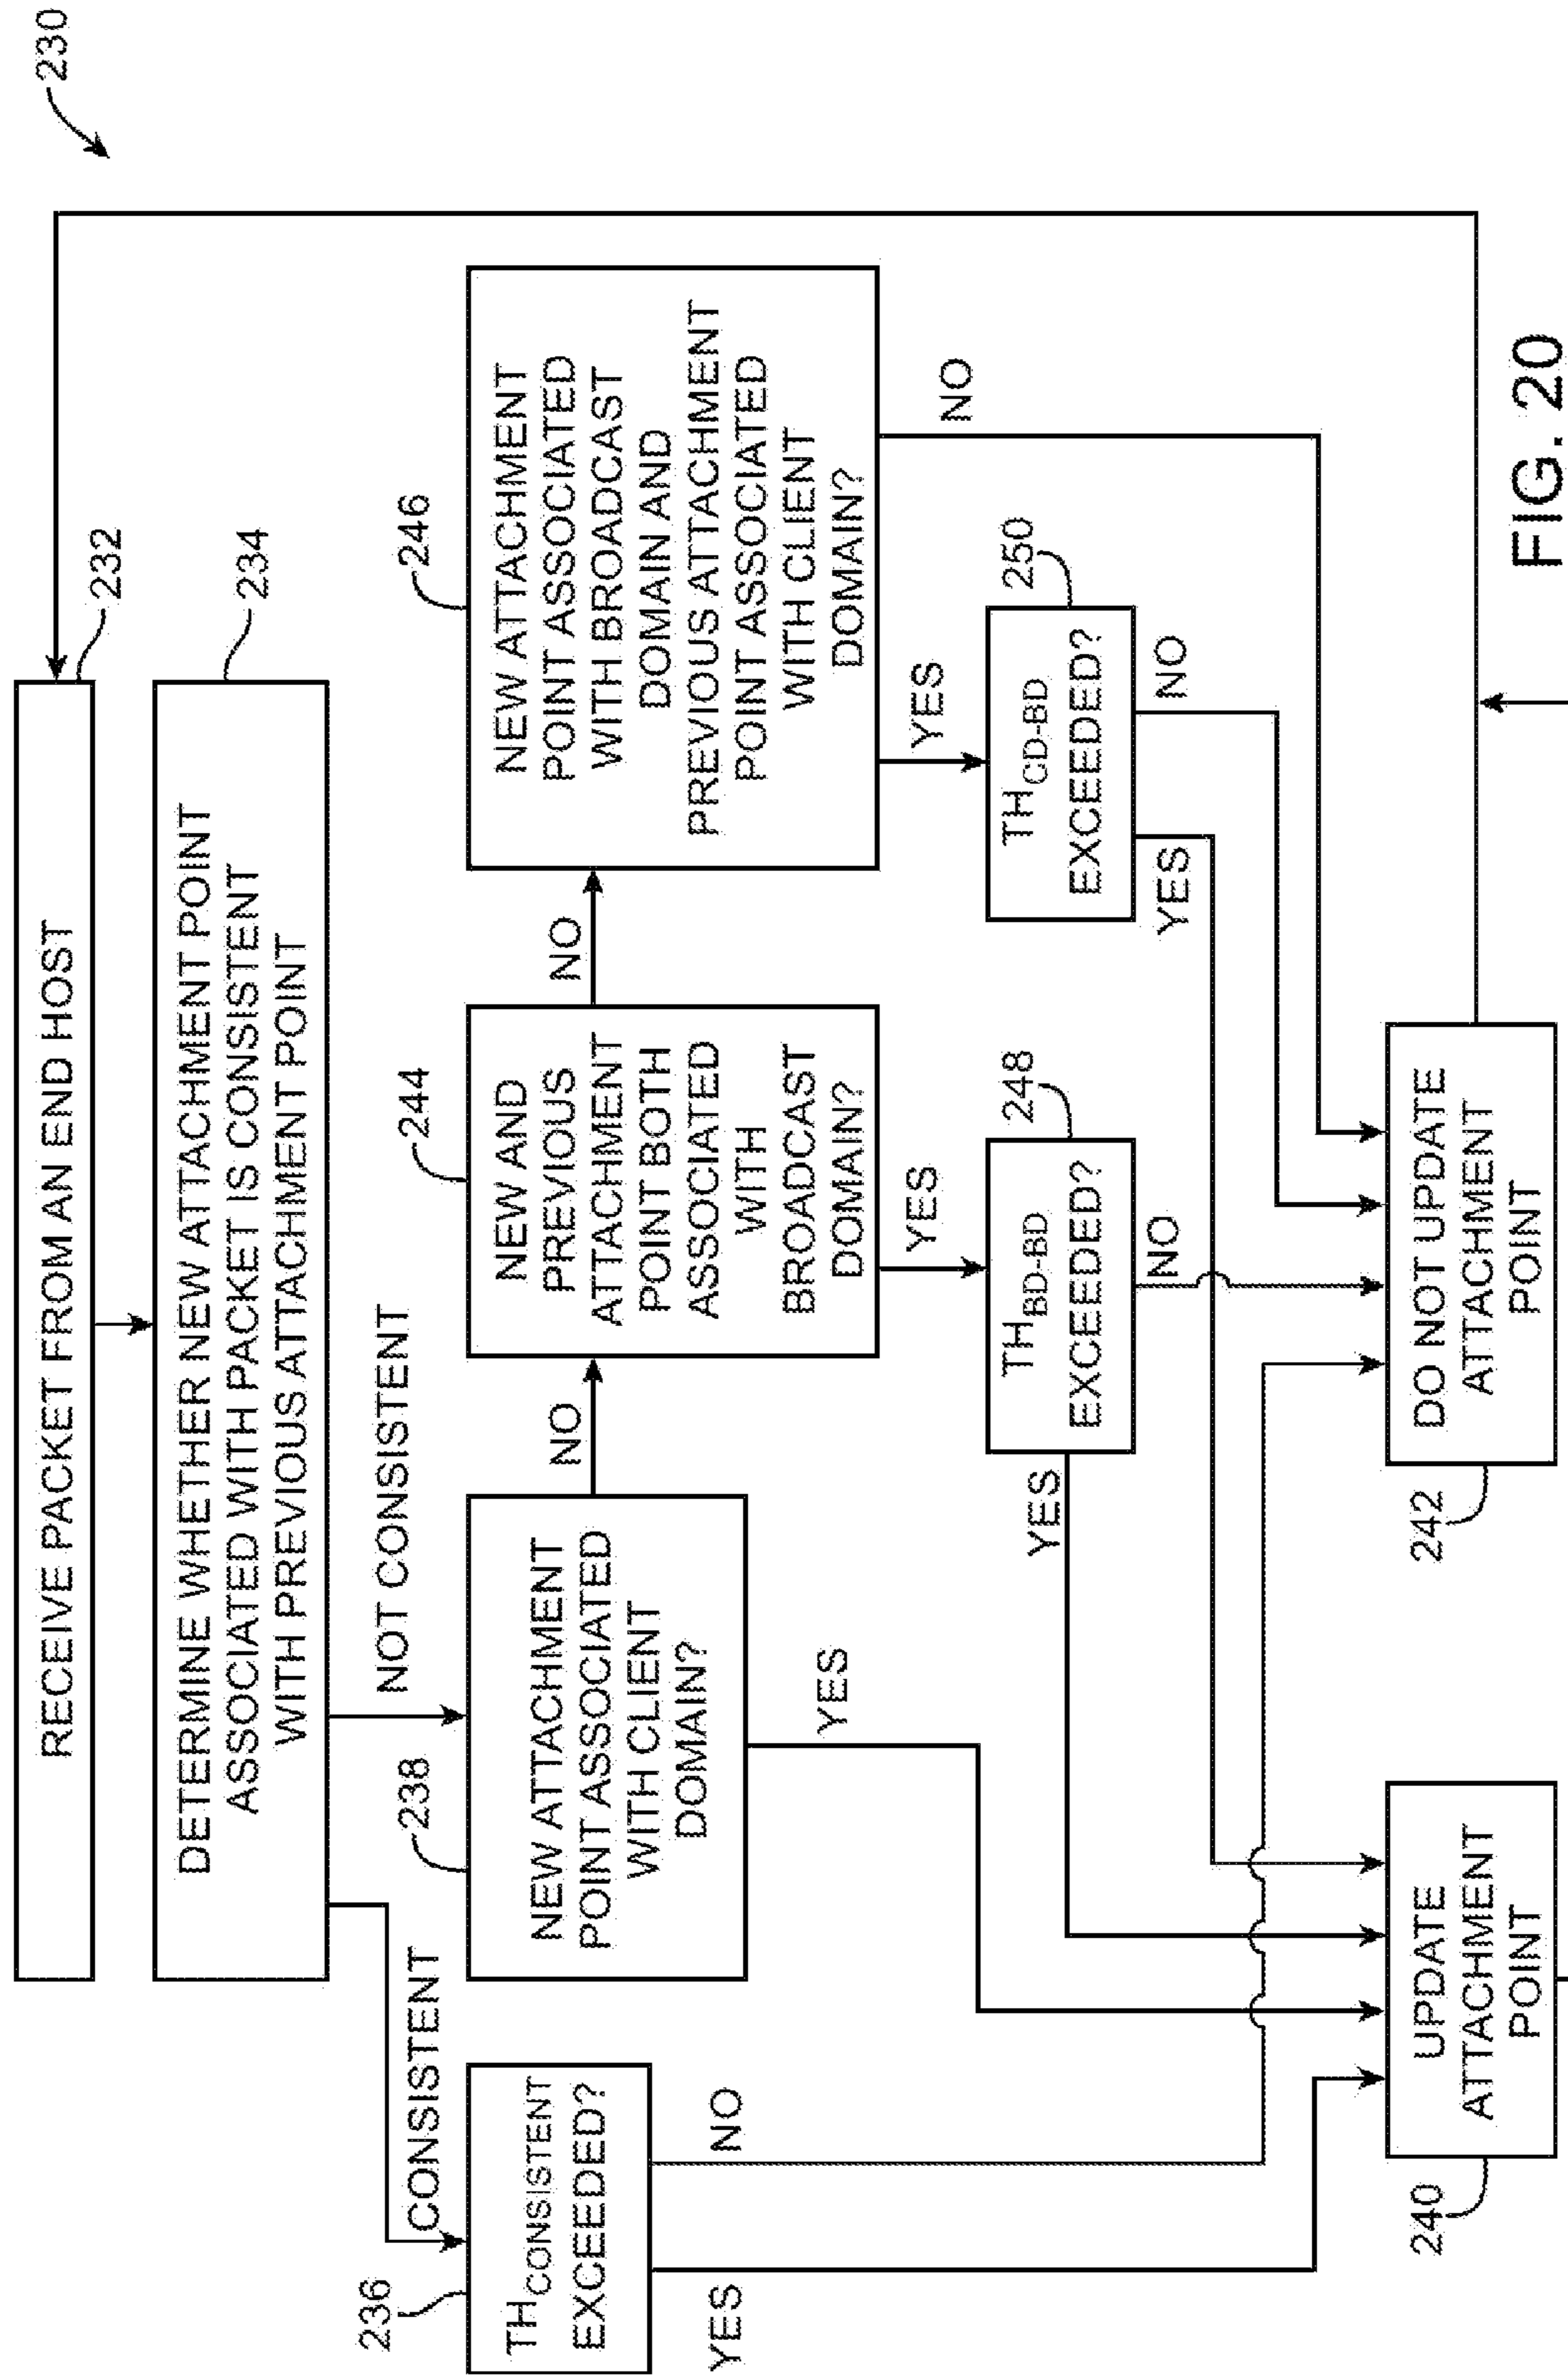 230
RECEIVE PACKET FROM AN END HOST
232
DETERMINE WHETHER NEW ATTACHMENT POINT
ASSOCIATED WITH PACKET IS CONSISTENT
WITH PREVIOUS ATTACHMENT POINT
234
CONSISTENT
NOT CONSISTENT
236
TH CONSISTENT
EXCEEDED?
YES
NO
238
NEW ATTACHMENT
POINT ASSOCIATED
WITH CLIENT
DOMAIN?
NO
YES
244
NEW AND
PREVIOUS
ATTACHMENT
POINT BOTH
ASSOCIATED
WITH
BROADCAST
DOMAIN?
NO
YES
246
NEW ATTACHMENT
POINT ASSOCIATED
WITH BROADCAST
DOMAIN AND
PREVIOUS ATTACHMENT
POINT ASSOCIATED
WITH CLIENT
DOMAIN?
YES
NO
248
TH BD-BD
EXCEEDED?
YES
NO
250
TH CD-BD
EXCEEDED?
YES
NO
240
UPDATE
ATTACHMENT
POINT
242
DO NOT UPDATE
ATTACHMENT
POINT
FIG. 20